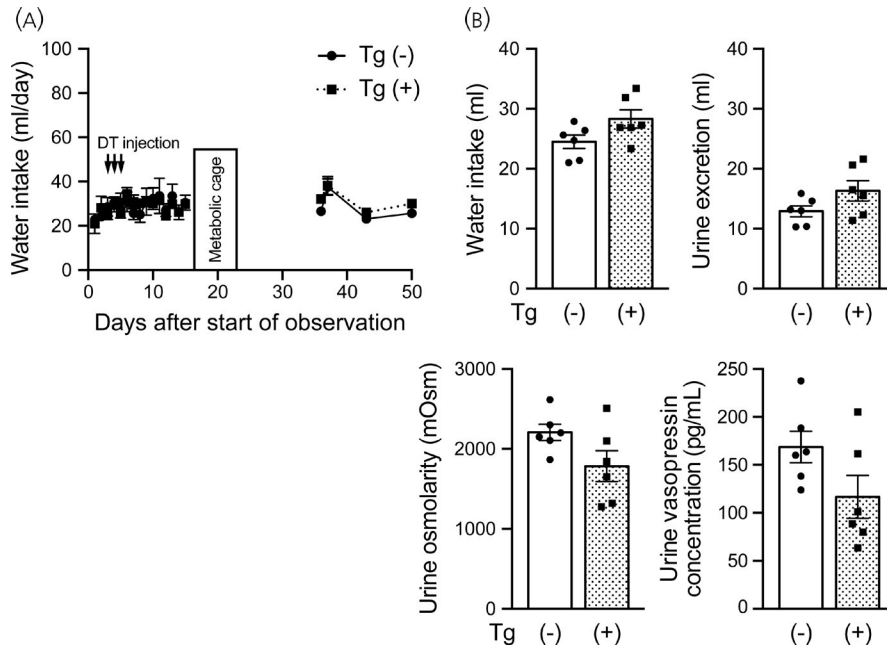 (A)
Water intake (ml/day)
100
80
60
40
20
0
Tg (-)
Tg (+)
DT injection
Metabolic cage
0 10 20 30 40 50
Days after start of observation
(B)
Water intake (ml)
40
30
20
10
0
Tg (-) (+)
Urine excretion (ml)
40
30
20
10
0
(-) (+)
Urine osmolarity (mOsm)
3000
2000
1000
0
Tg (-) (+)
Urine vasopressin
concentration (pg/mL)
250
200
150
100
50
0
(-) (+)